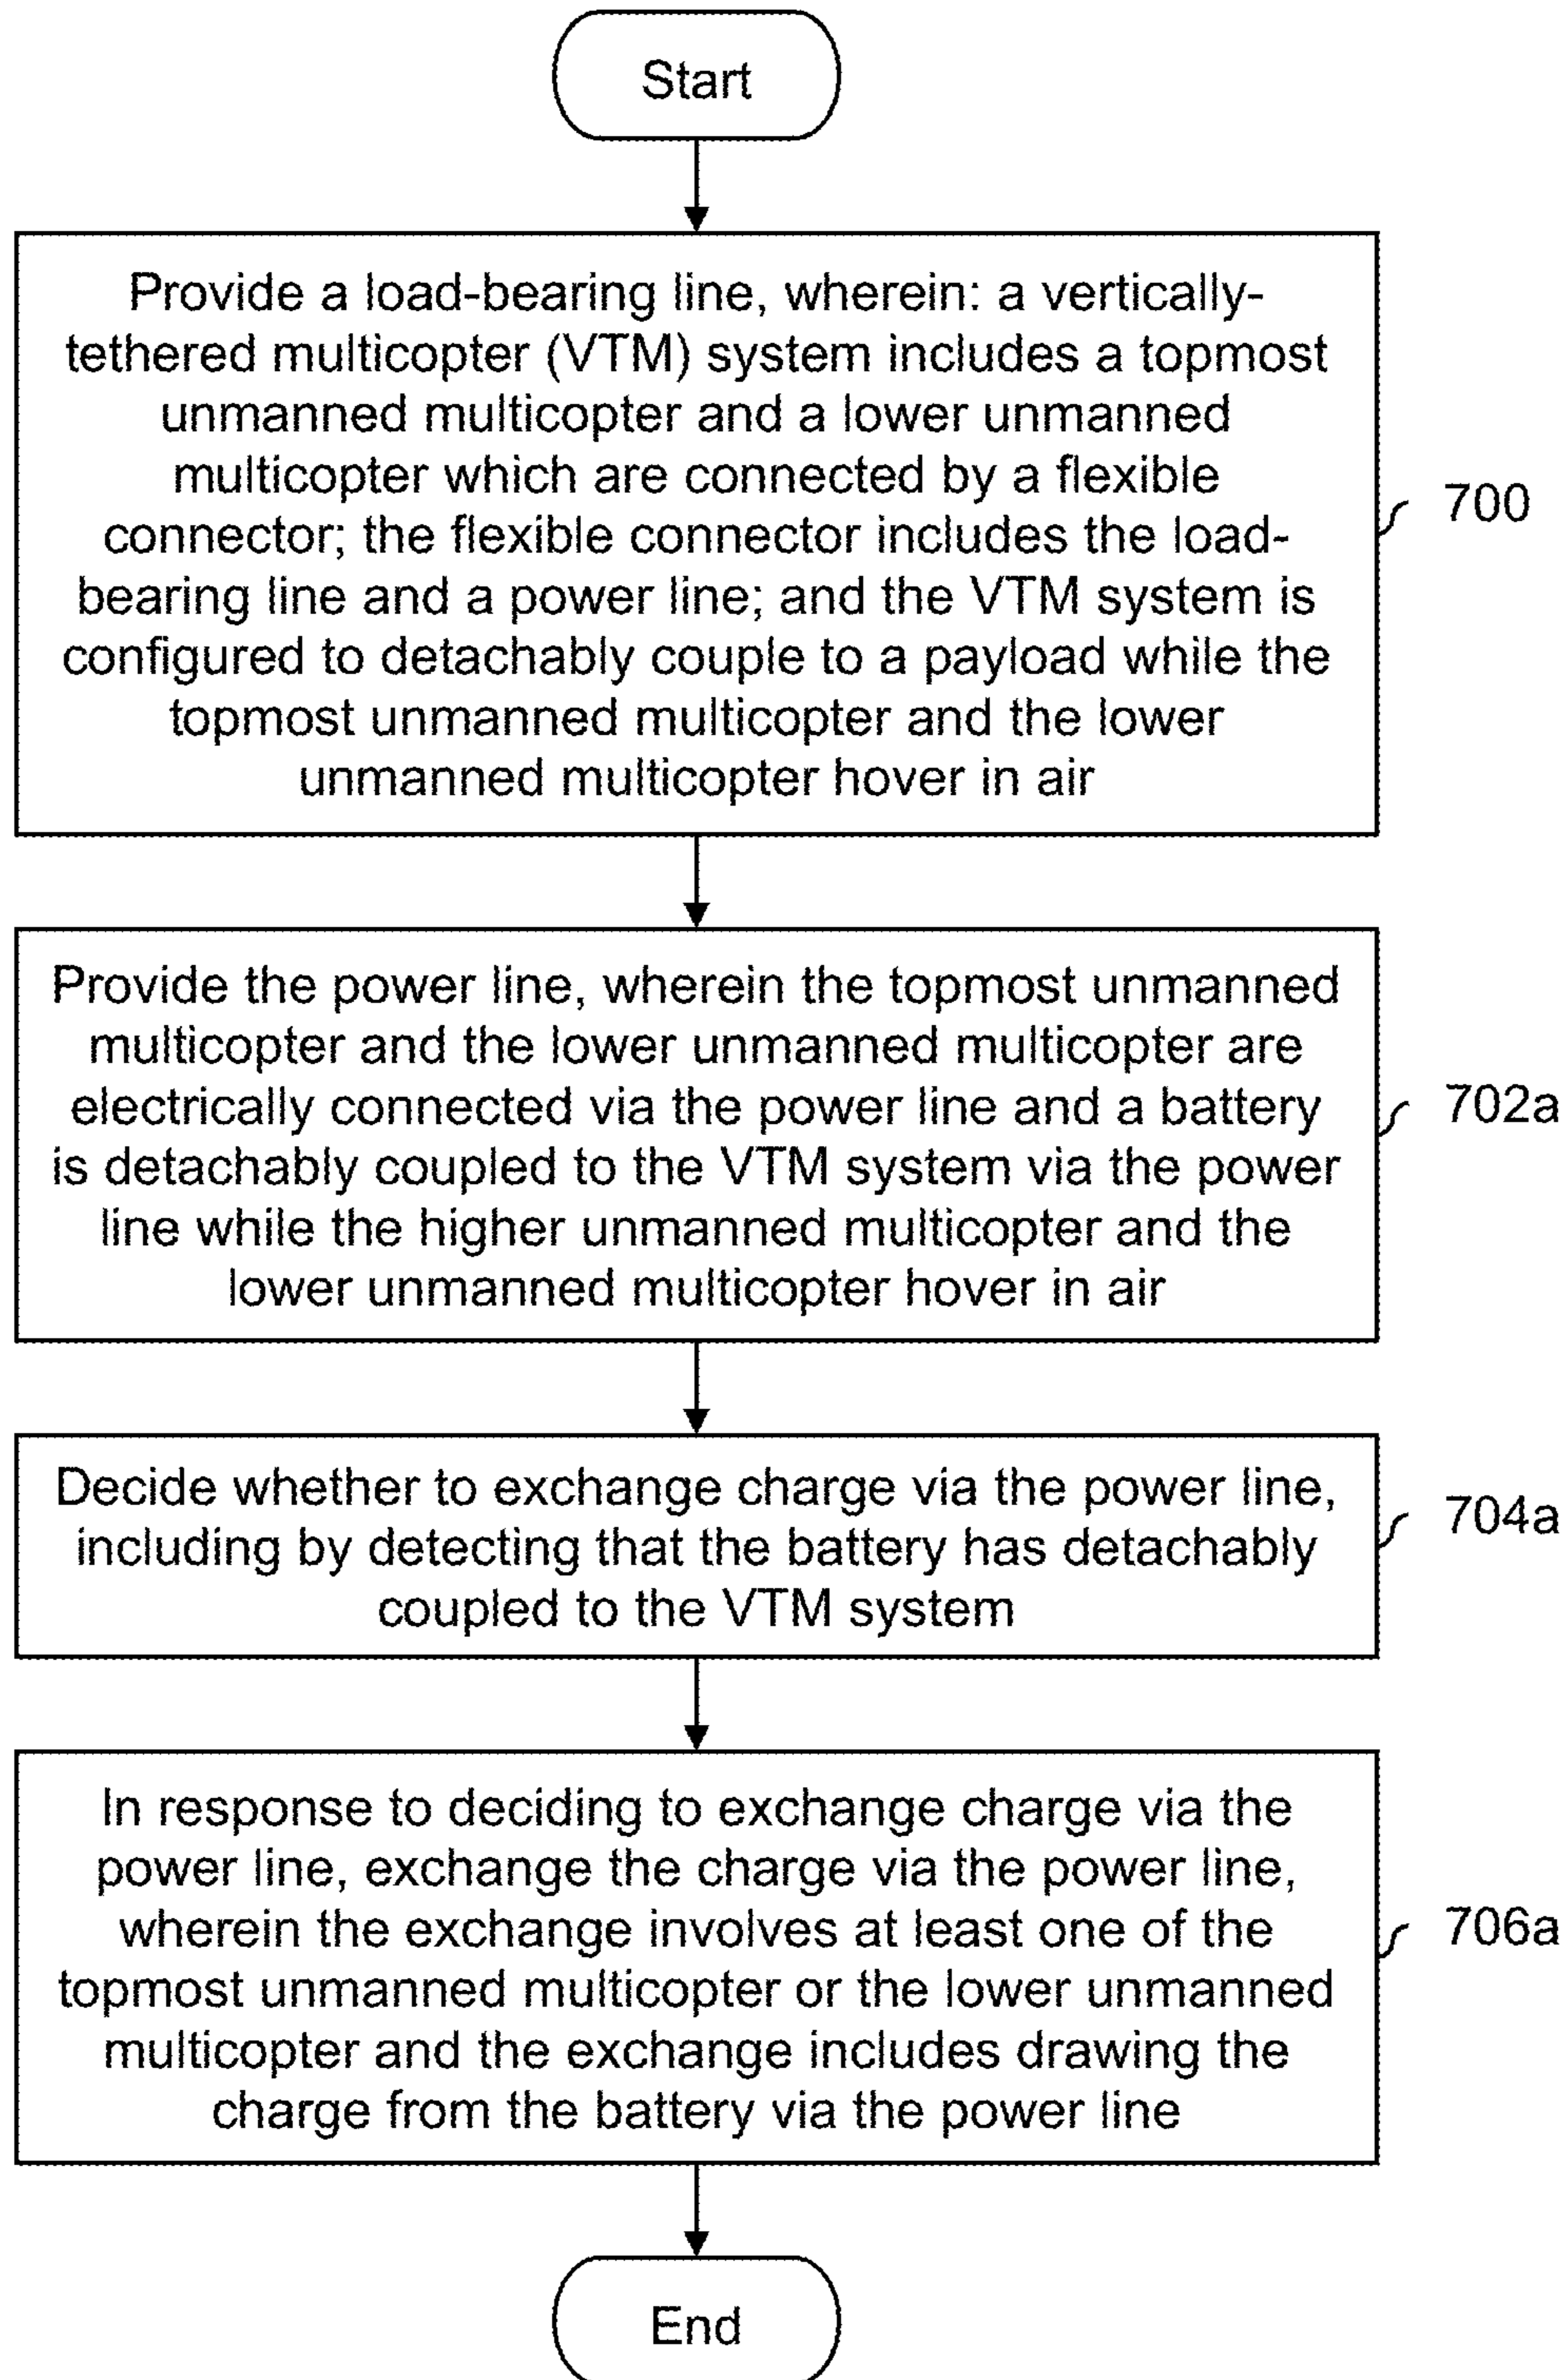 Start
Provide a load-bearing line, wherein: a vertically-
tethered multicopter (VTM) system includes a topmost
unmanned multicopter and a lower unmanned
multicopter which are connected by a flexible
connector; the flexible connector includes the load-
bearing line and a power line; and the VTM system is
configured to detachably couple to a payload while the
topmost unmanned multicopter and the lower
unmanned multicopter hover in air
700
Provide the power line, wherein the topmost unmanned
multicopter and the lower unmanned multicopter are
electrically connected via the power line and a battery
is detachably coupled to the VTM system via the power
line while the higher unmanned multicopter and the
lower unmanned multicopter hover in air
702a
Decide whether to exchange charge via the power line,
including by detecting that the battery has detachably
coupled to the VTM system
704a
In response to deciding to exchange charge via the
power line, exchange the charge via the power line,
wherein the exchange involves at least one of the
topmost unmanned multicopter or the lower unmanned
multicopter and the exchange includes drawing the
charge from the battery via the power line
706a
End